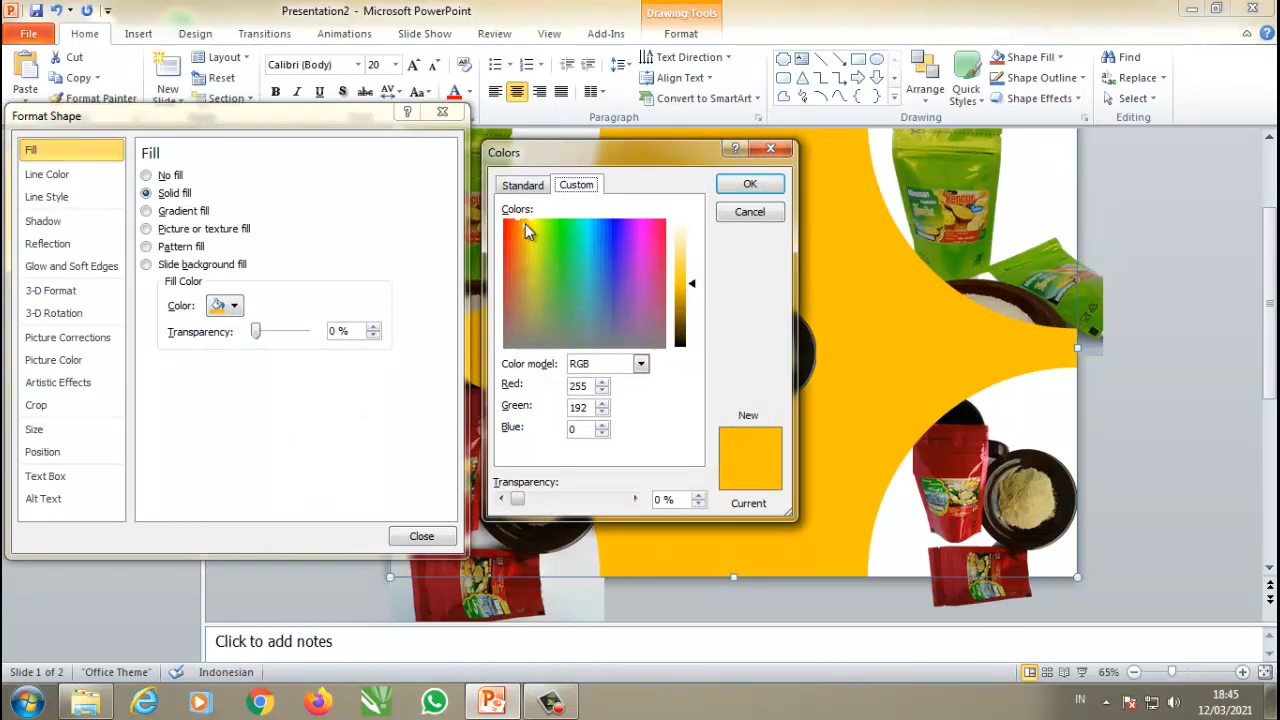 Presentation2 - Microsoft PowerPoint
Drawing Tools
File Home Insert Design Transitions Animations Slide Show Review View Add-Ins Format
Paste
Cut
Copy
Format Painter
New
Layout
Reset
Section
Calibri (Body) 20
B I U S abc AV Aa A
Text Direction
Align Text
Convert to SmartArt
Paragraph
Arrange
Quick
Styles
Shape Fill
Shape Outline
Shape Effects
Drawing
Find
Replace
Select
Editing
Format Shape
Fill
Line Color
Line Style
Shadow
Reflection
Glow and Soft Edges
3-D Format
3-D Rotation
Picture Corrections
Picture Color
Artistic Effects
Crop
Size
Position
Text Box
Alt Text
Fill
No fill
Solid fill
Gradient fill
Picture or texture fill
Pattern fill
Slide background fill
Fill Color
Color:
Transparency: 0 %
Close
Colors
Standard Custom
OK
Cancel
Colors:
Color model: RGB
Red: 255
Green: 192
Blue: 0
New
Current
Transparency:
0 %
Kencur
Click to add notes
Slide 1 of 2 "Office Theme" Indonesian 65%
IN 18:45
12/03/2021